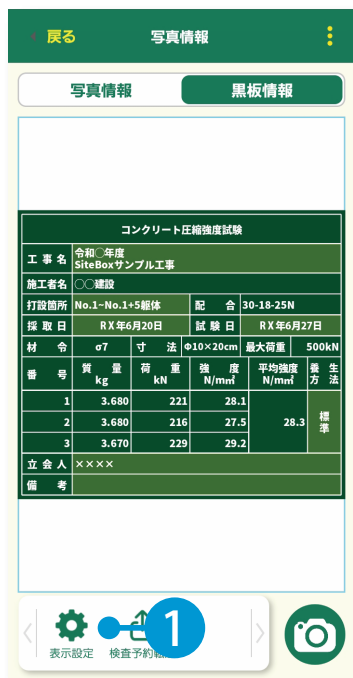 戻る 写真情報
写真情報 黒板情報
コンクリート圧縮強度試験
工事名 令和○年度
SiteBoxサンプル工事
施工者名 ○○建設
打設箇所 No.1~No.1+5躯体 配合 30-18-25N
採取日 RX年6月20日 試験日 RX年6月27日
材令 σ7 寸法 Φ10×20cm 最大荷重 500kN
番号 質量 kg 荷重 kN 強度 N/mm² 平均強度 N/mm² 養生方法
1 3.680 221 28.1
2 3.680 216 27.5 28.3 標準
3 3.670 229 29.2
立会人 ××××
備考
1
表示設定 検査予約